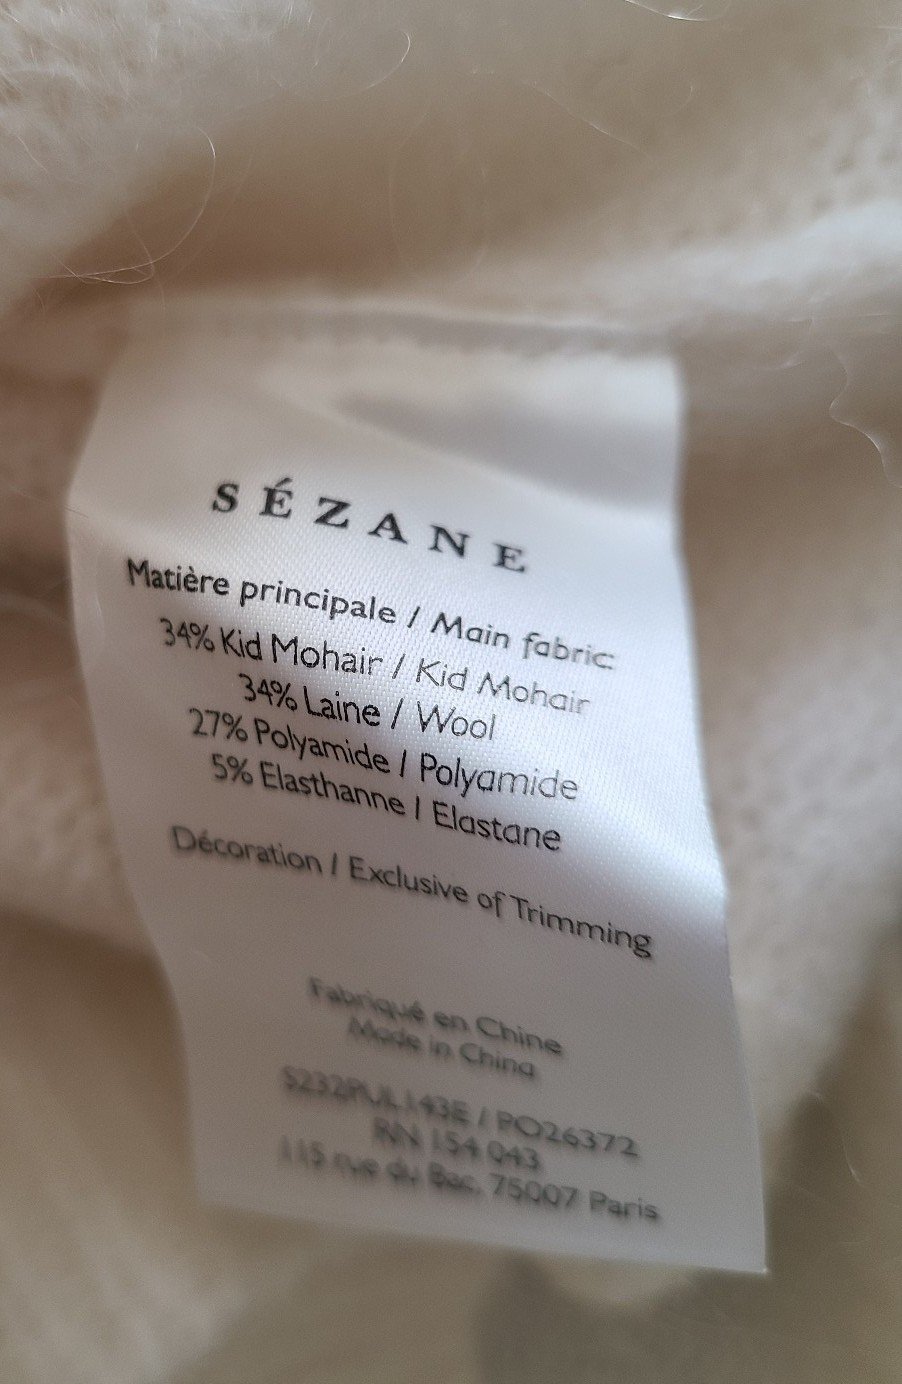 SÉZANE
Matière principale / Main fabric:
34% Kid Mohair / Kid Mohair
34% Laine / Wool
27% Polyamide / Polyamide
5% Elasthanne / Elastane
Décoration / Exclusive of Trimming
Fabriqué en Chine
Made in China
S232PUL143E / PO26372
RN 154 043
115 rue du Bac, 75007 Paris